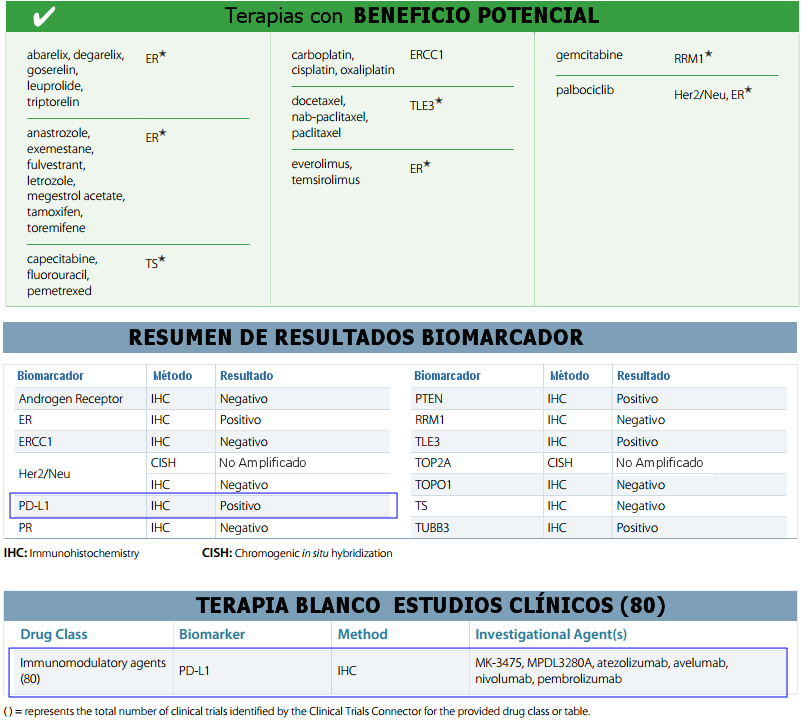 ✔ Terapias con BENEFICIO POTENCIAL
abarelix, degarelix, ER★
goserelin,
leuprolide,
triptorelin
anastrozole, ER★
exemestane,
fulvestrant,
letrozole,
megestrol acetate,
tamoxifen,
toremifene
capecitabine, TS★
fluorouracil,
pemetrexed
carboplatin, ERCC1
cisplatin, oxaliplatin
docetaxel, TLE3★
nab-paclitaxel,
paclitaxel
everolimus, ER★
temsirolimus
gemcitabine RRM1★
palbociclib Her2/Neu, ER★
RESUMEN DE RESULTADOS BIOMARCADOR
Biomarcador Método Resultado
Androgen Receptor IHC Negativo
ER IHC Positivo
ERCC1 IHC Negativo
Her2/Neu CISH No Amplificado
IHC Negativo
PD-L1 IHC Positivo
PR IHC Negativo
Biomarcador Método Resultado
PTEN IHC Positivo
RRM1 IHC Negativo
TLE3 IHC Positivo
TOP2A CISH No Amplificado
TOPO1 IHC Negativo
TS IHC Negativo
TUBB3 IHC Positivo
IHC: Immunohistochemistry CISH: Chromogenic in situ hybridization
TERAPIA BLANCO ESTUDIOS CLÍNICOS (80)
Drug Class Biomarker Method Investigational Agent(s)
Immunomodulatory agents PD-L1 IHC MK-3475, MPDL3280A, atezolizumab, avelumab,
(80) nivolumab, pembrolizumab
( ) = represents the total number of clinical trials identified by the Clinical Trials Connector for the provided drug class or table.